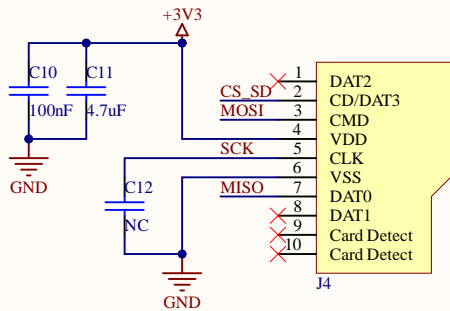 +3V3
C10
C11
100nF
4.7uF
GND
1 DAT2
CS_SD 2 CD/DAT3
MOSI 3 CMD
4 VDD
SCK 5 CLK
6 VSS
MISO 7 DAT0
8 DAT1
9 Card Detect
10 Card Detect
C12
NC
GND
J4